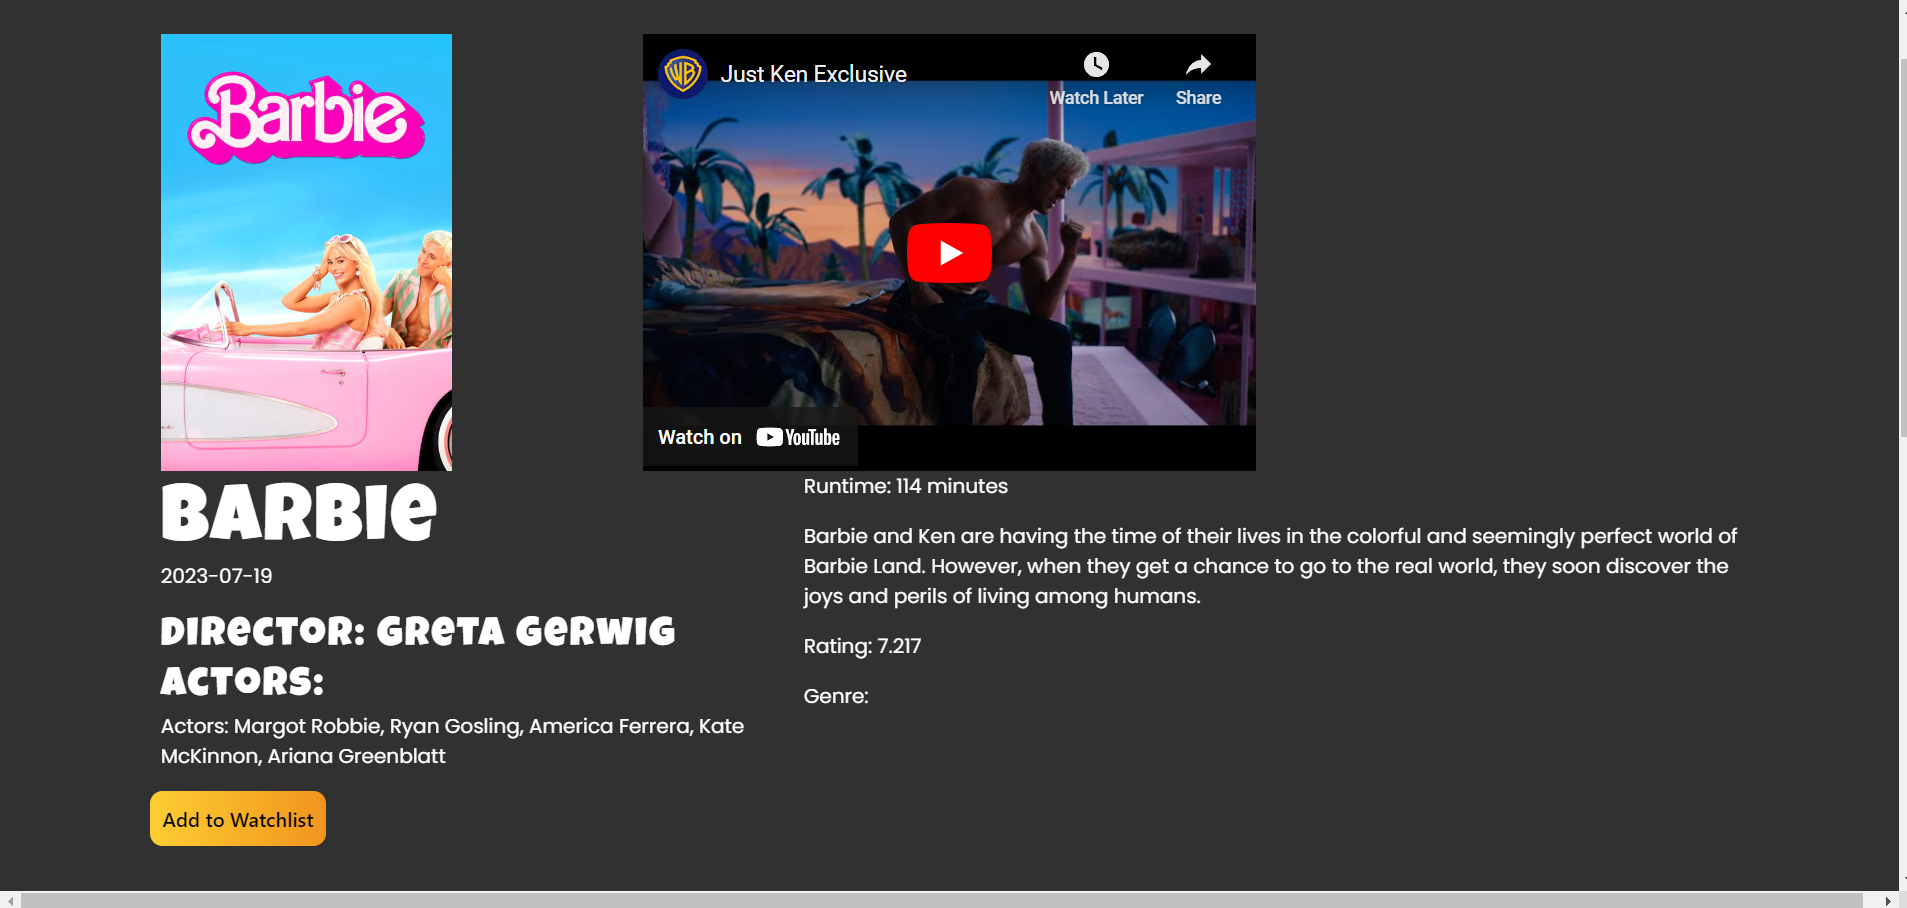 Barbie
WB
Just Ken Exclusive
Watch Later
Share
Watch on YouTube
BARBIE
2023-07-19
DIRECTOR: GRETA GERWIG
ACTORS:
Actors: Margot Robbie, Ryan Gosling, America Ferrera, Kate
McKinnon, Ariana Greenblatt
Add to Watchlist
Runtime: 114 minutes
Barbie and Ken are having the time of their lives in the colorful and seemingly perfect world of
Barbie Land. However, when they get a chance to go to the real world, they soon discover the
joys and perils of living among humans.
Rating: 7.217
Genre: